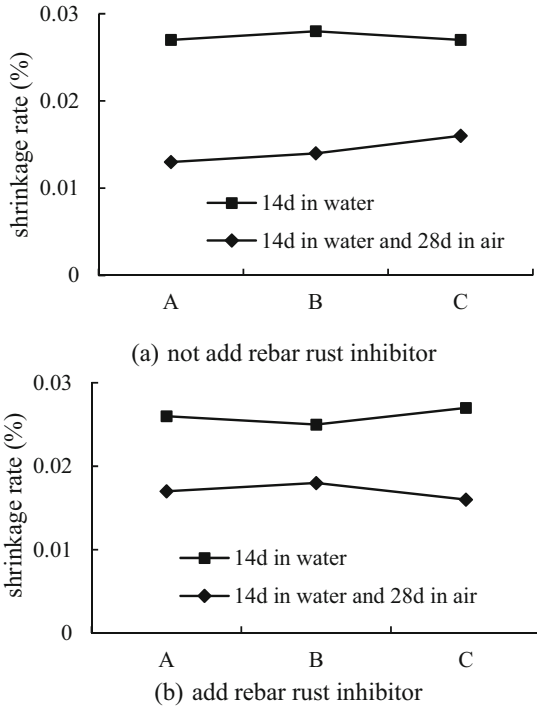 0.03
0.02
0.01
0
shrinkage rate (%)
14d in water
14d in water and 28d in air
A B C
(a) not add rebar rust inhibitor
0.03
0.02
0.01
0
shrinkage rate (%)
14d in water
14d in water and 28d in air
A B C
(b) add rebar rust inhibitor